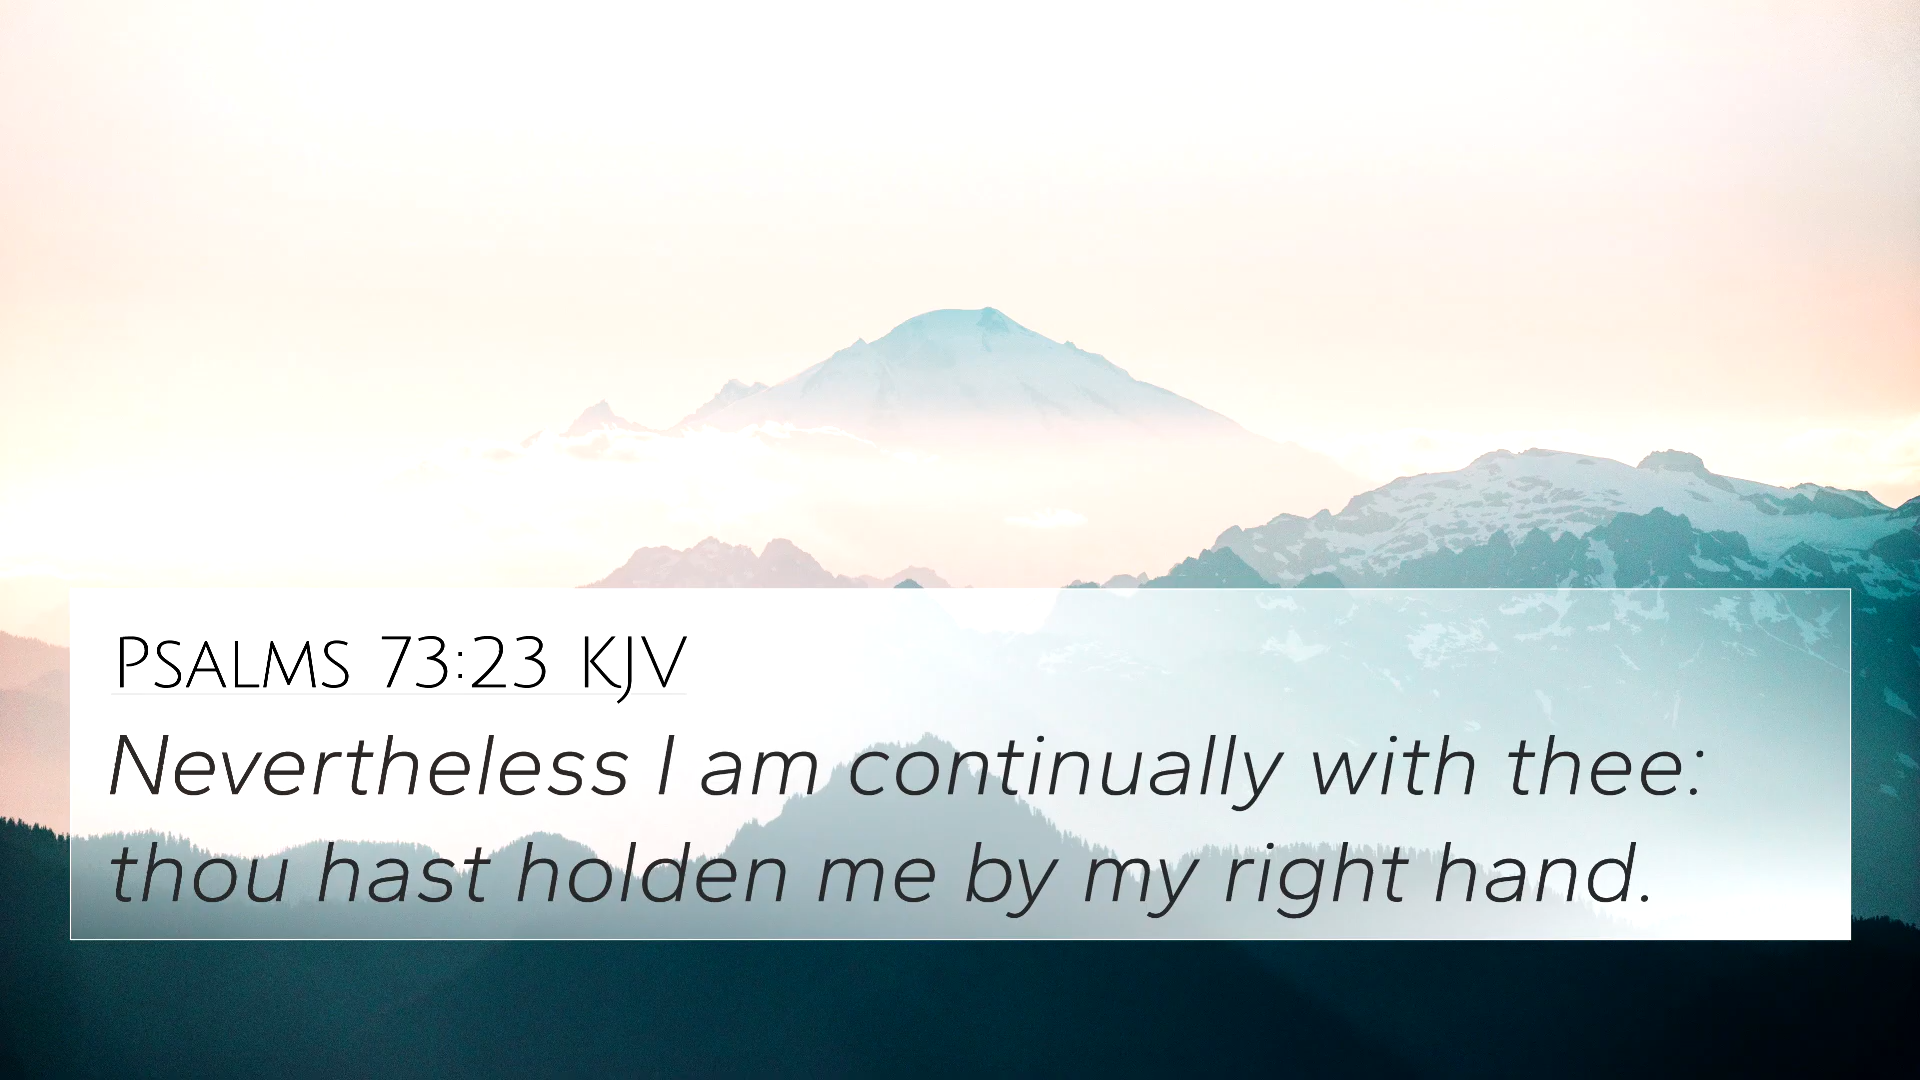 Psalms 73:23 KJV
Nevertheless I am continually with thee:
thou hast holden me by my right hand.